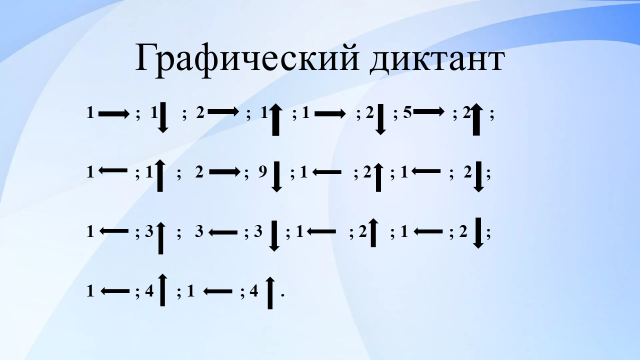 Графический диктант
1 → ; 1 ↓ ; 2 → ; 1 ↑ ; 1 → ; 2 ↓ ; 5 → ; 2 ↑ ;
1 ← ; 1 ↑ ; 2 → ; 9 ↓ ; 1 ← ; 2 ↑ ; 1 ← ; 2 ↓ ;
1 ← ; 3 ↑ ; 3 ← ; 3 ↓ ; 1 ← ; 2 ↑ ; 1 ← ; 2 ↓ ;
1 ← ; 4 ↑ ; 1 ← ; 4 ↑ .